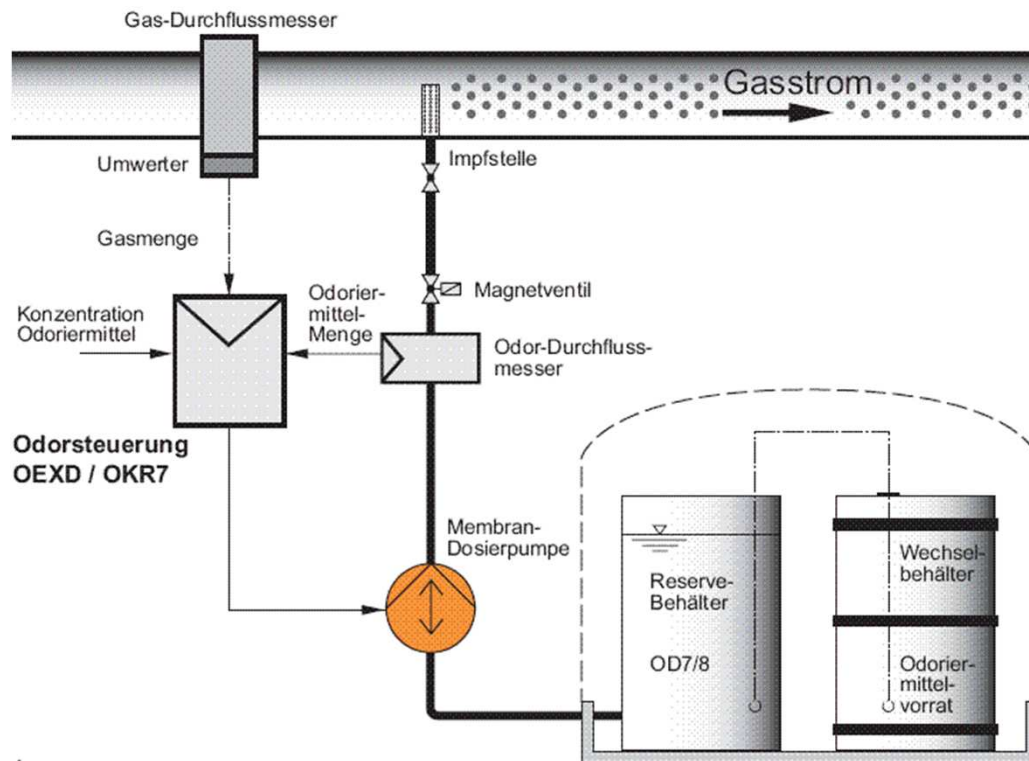 Gas-Durchflussmesser
Gasstrom
Umwerter
Impfstelle
Gasmenge
Konzentration
Odoriermittel
Odorier-
mittel-
Menge
Magnetventil
Odor-Durchfluss-
messer
Odorsteuerung
OEXD / OKR7
Membran-
Dosierpumpe
Reserve-
Behälter
OD7/8
Wechsel-
behälter
Odorier-
mittel-
vorrat